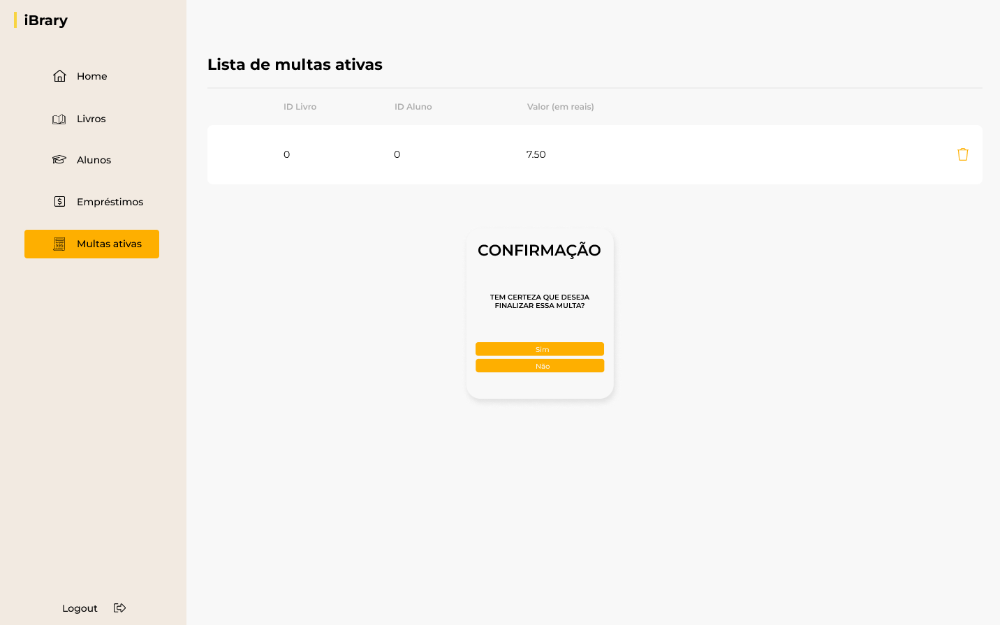 iBrary
Home
Livros
Alunos
Empréstimos
Multas ativas
Logout
Lista de multas ativas
ID Livro ID Aluno Valor (em reais)
0 0 7.50
CONFIRMAÇÃO
TEM CERTEZA QUE DESEJA
FINALIZAR ESSA MULTA?
Sim
Não